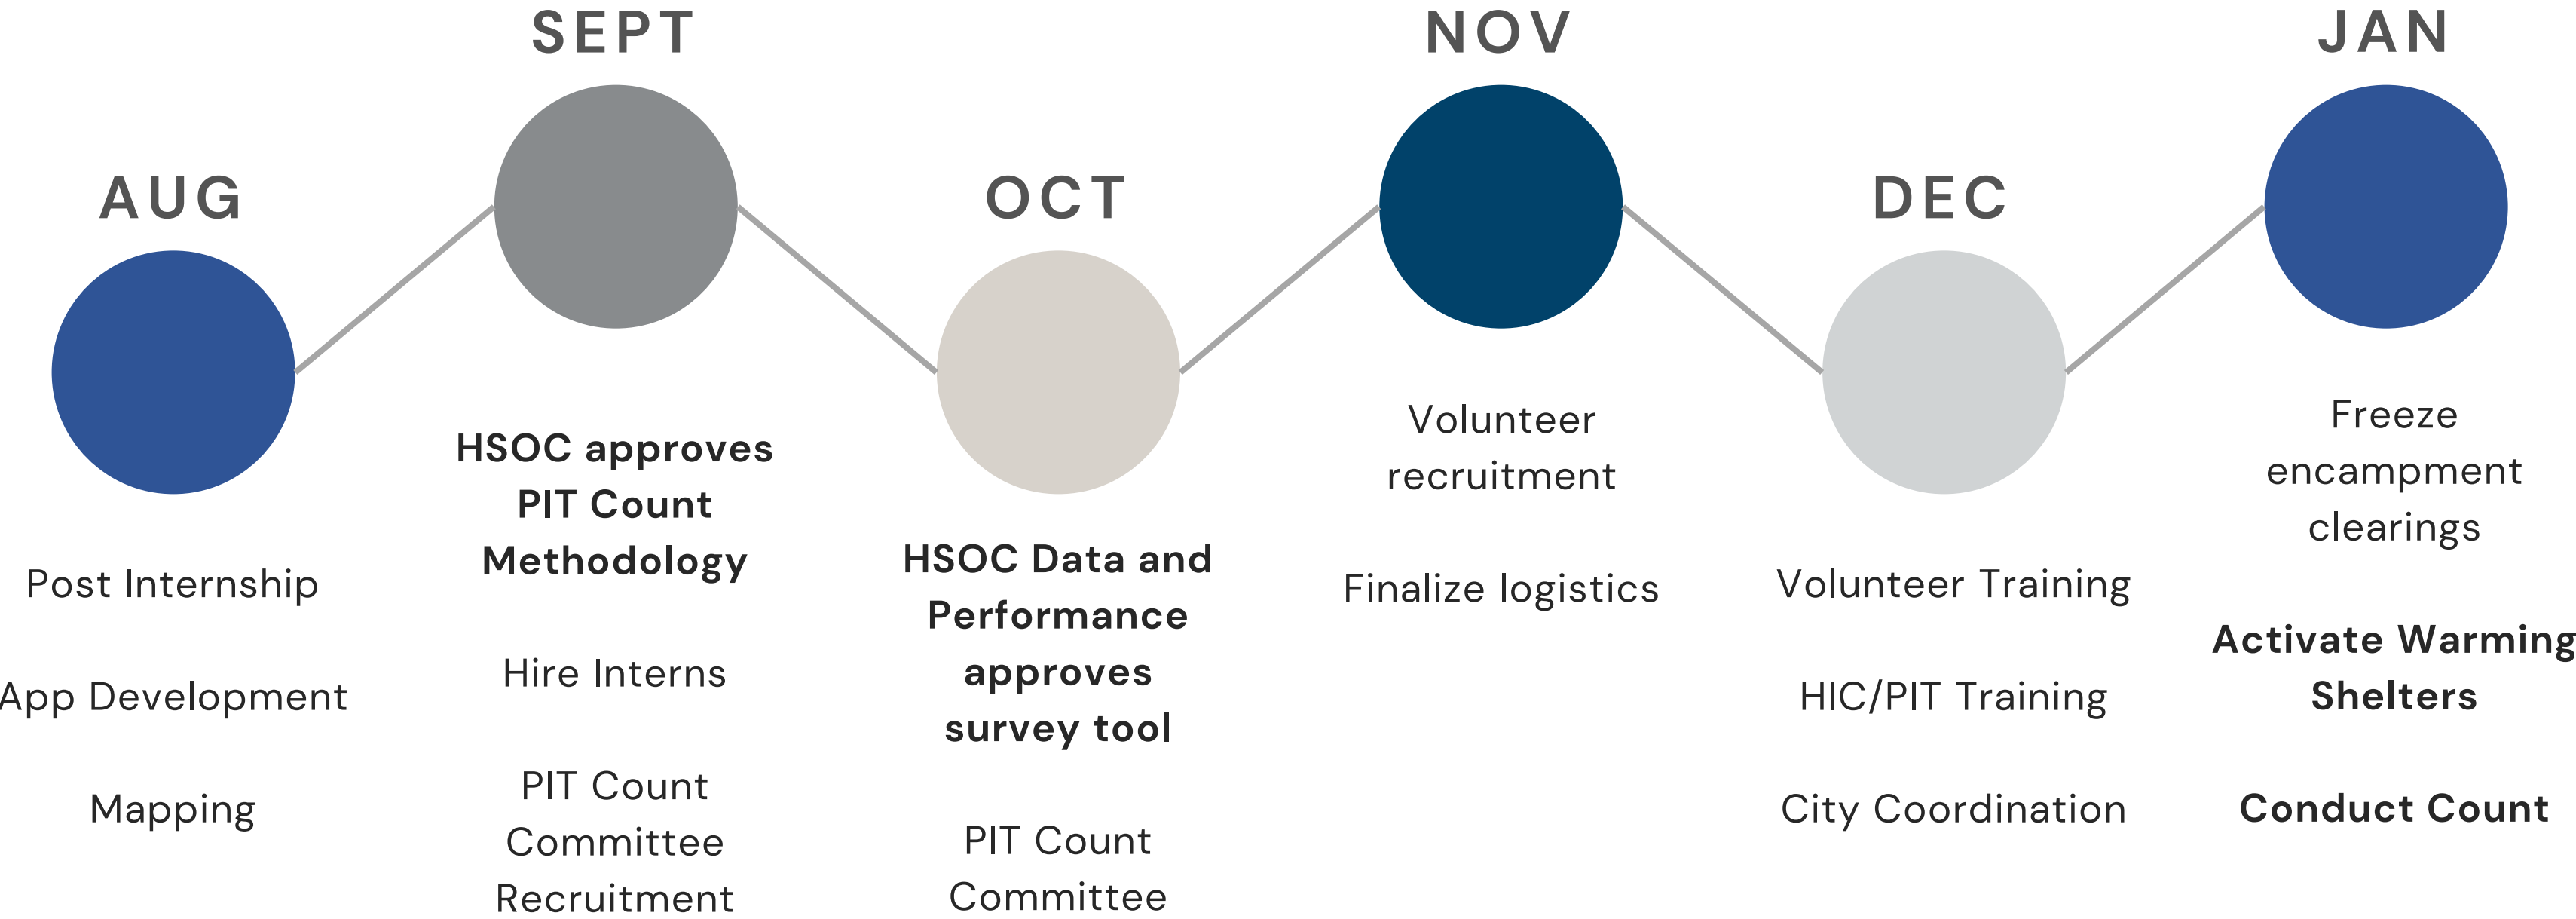 AUG
Post Internship
App Development
Mapping
SEPT
HSOC approves
PIT Count
Methodology
Hire Interns
PIT Count
Committee
Recruitment
OCT
HSOC Data and
Performance
approves
survey tool
PIT Count
Committee
NOV
Volunteer
recruitment
Finalize logistics
DEC
Volunteer Training
HIC/PIT Training
City Coordination
JAN
Freeze
encampment
clearings
Activate Warming
Shelters
Conduct Count